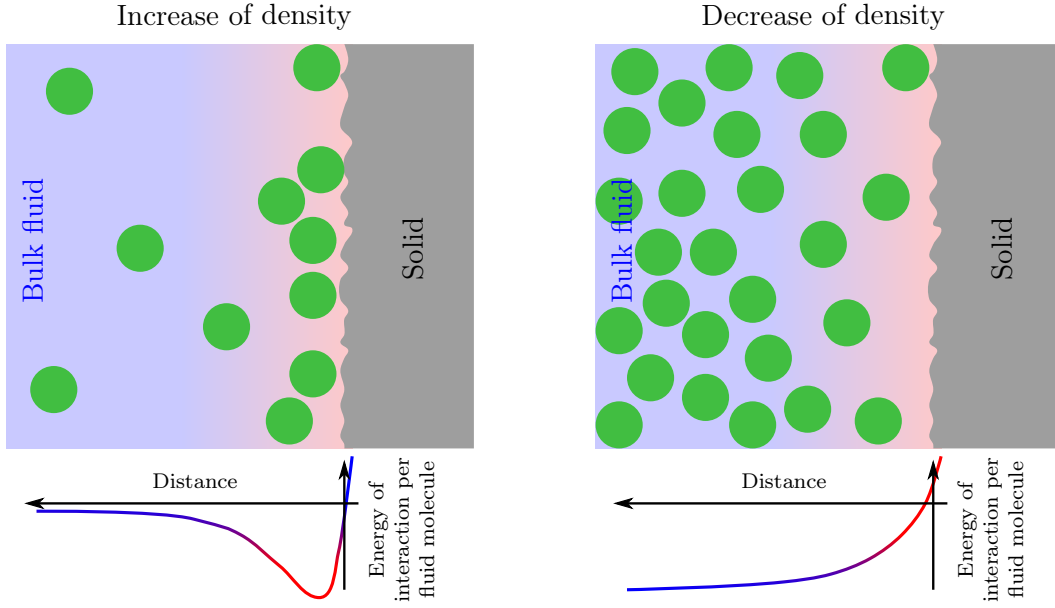 Increase of density
Bulk fluid
Solid
Distance
Energy of
interaction per
fluid molecule
Decrease of density
Bulk fluid
Solid
Distance
Energy of
interaction per
fluid molecule